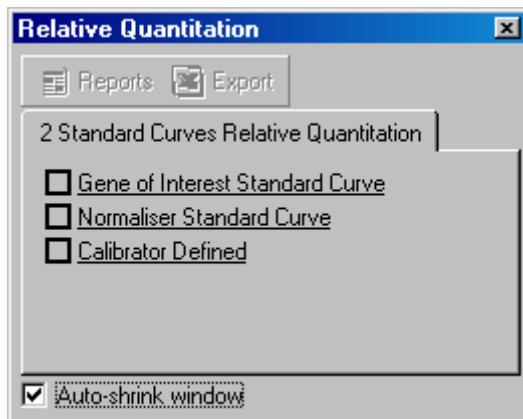 Relative Quantitation
Reports Export
2 Standard Curves Relative Quantitation
Gene of Interest Standard Curve
Normaliser Standard Curve
Calibrator Defined
Auto-shrink window